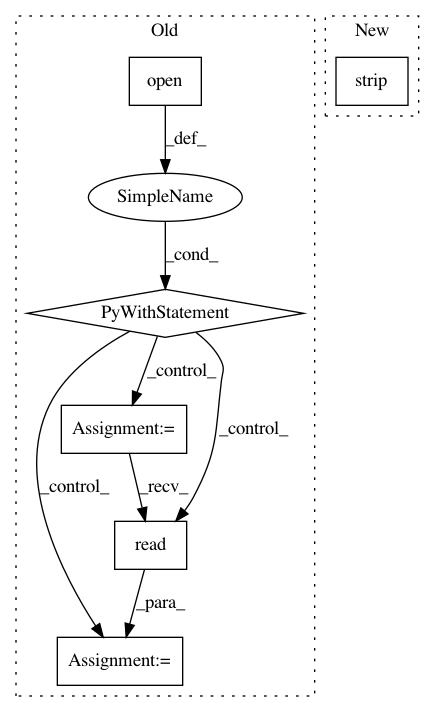 Old
New
open
strip
_def_
SimpleName
_cond_
PyWithStatement
_control_
Assignment:=
_control_
_control_
_recv_
read
_para_
Assignment:=